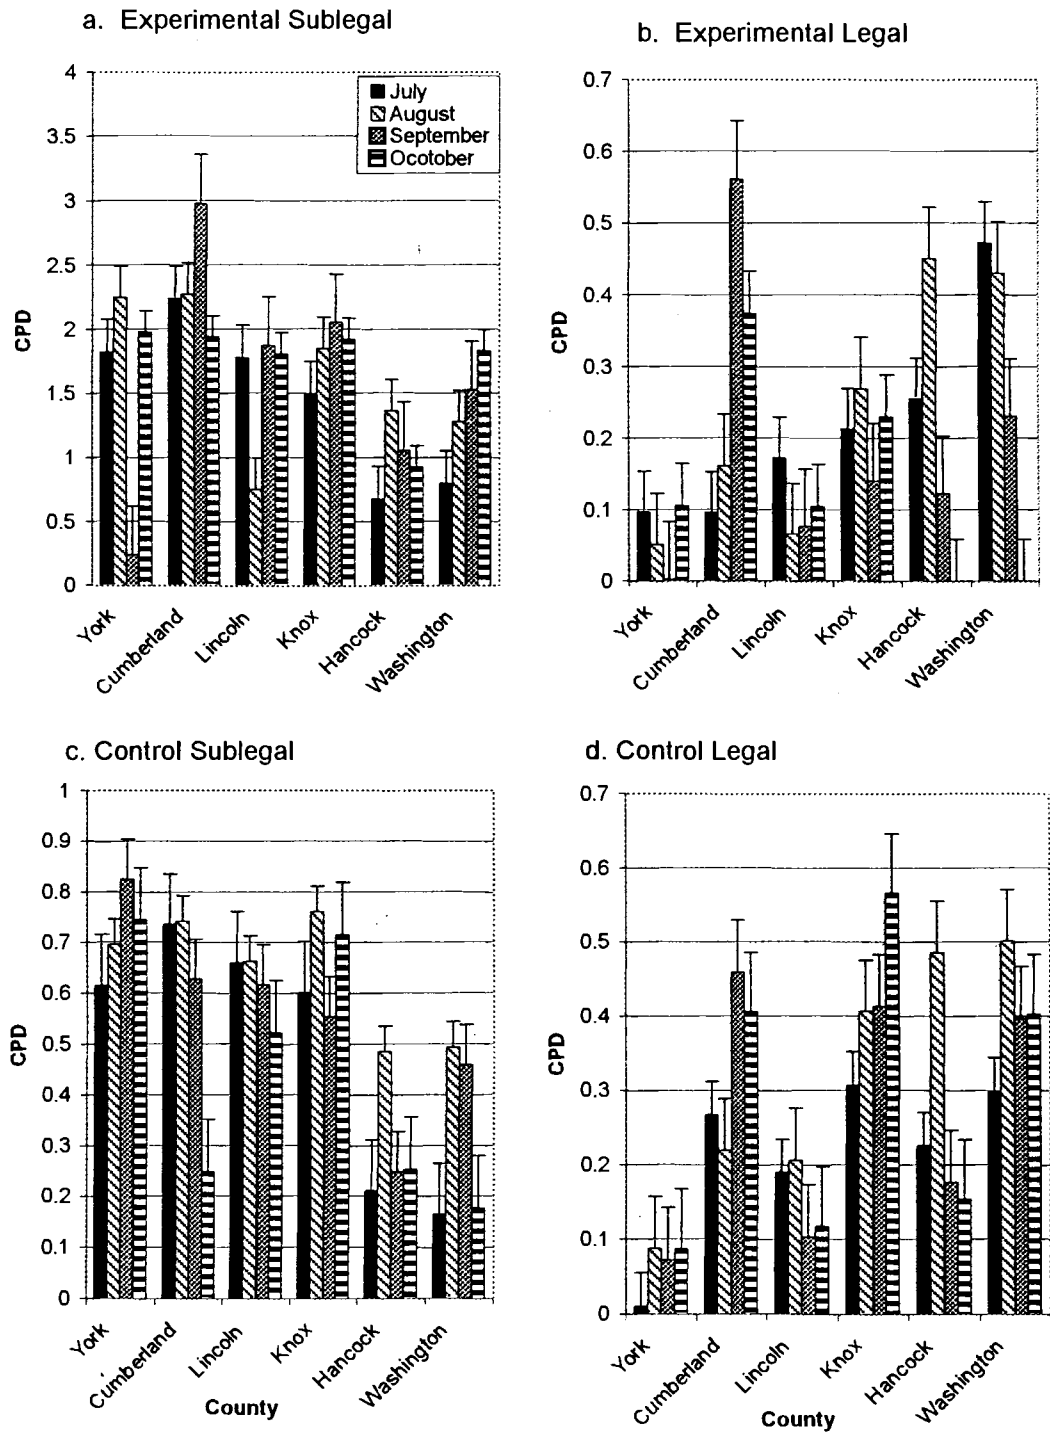 a. Experimental Sublegal
4
3.5
3
2.5
2
1.5
1
0.5
0
CPD
July
August
September
Ocotober
York
Cumberland
Lincoln
Knox
Hancock
Washington
b. Experimental Legal
0.7
0.6
0.5
0.4
0.3
0.2
0.1
0
CPD
York
Cumberland
Lincoln
Knox
Hancock
Washington
c. Control Sublegal
1
0.9
0.8
0.7
0.6
0.5
0.4
0.3
0.2
0.1
0
CPD
York
Cumberland
Lincoln
Knox
Hancock
Washington
County
d. Control Legal
0.7
0.6
0.5
0.4
0.3
0.2
0.1
0
CPD
York
Cumberland
Lincoln
Knox
Hancock
Washington
County